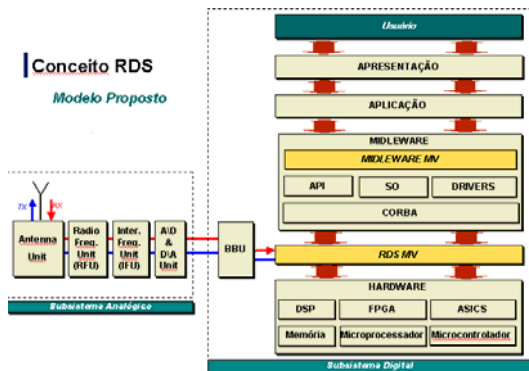 Conceito RDS
Modelo Proposto
TX
RX
Antenna
Unit
Radio
Freq.
Unit
(RFU)
Inter.
Freq.
Unit (IFU)
A\D
&
D\A
Unit
Subsistema Analógico
BBU
Usuário
APRESENTAÇÃO
APLICAÇÃO
MIDLEWARE
MIDLEWARE MV
API
SO
DRIVERS
CORBA
RDS MV
HARDWARE
DSP
FPGA
ASICS
Memória
Microprocessador
Microcontrolador
Subsistema Digital